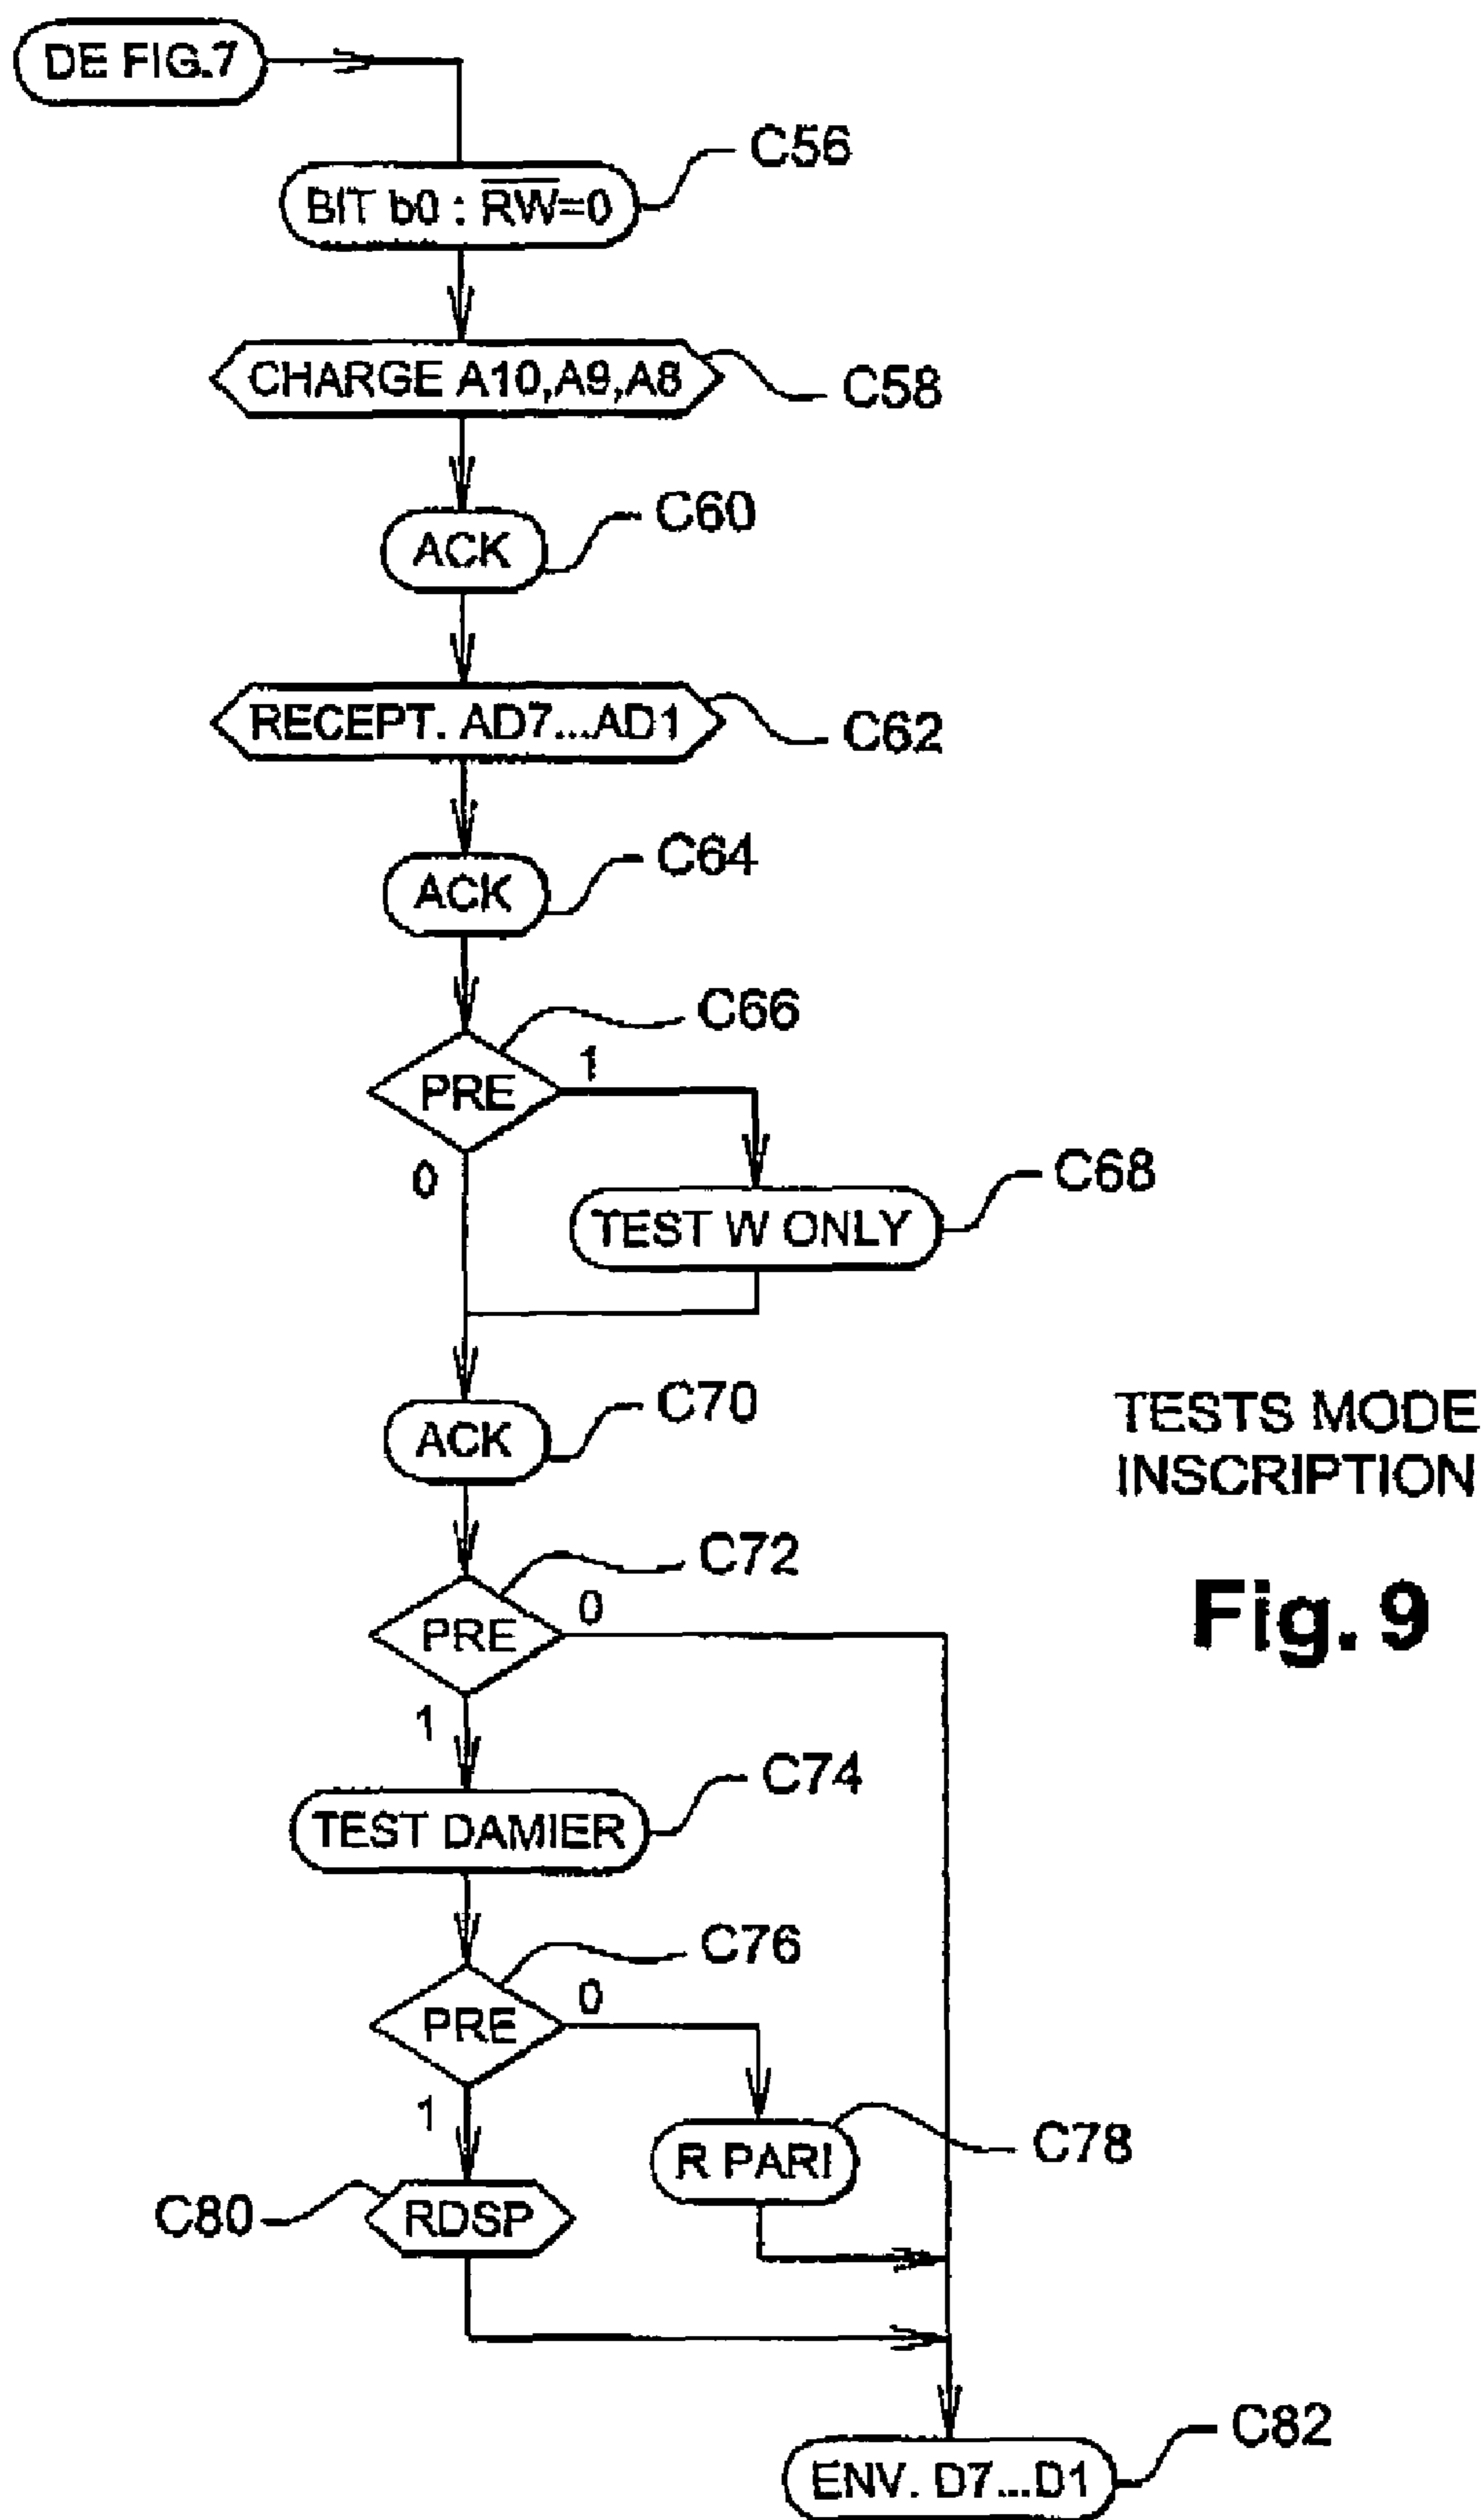 DE FIG.7
C56
BIT b0 : R̅W̅=0
CHARGE A10,A9,A8
C58
C60
ACK
RECEPT. AD7...AD1
C62
C64
ACK
C66
PRE
1
0
C68
TEST W ONLY
C70
ACK
TESTS MODE
INSCRIPTION
C72
PRE
0
Fig. 9
1
C74
TEST DAMIER
C76
PRE
0
1
C78
R PARI
C80
RDSP
C82
ENV. D7...D1